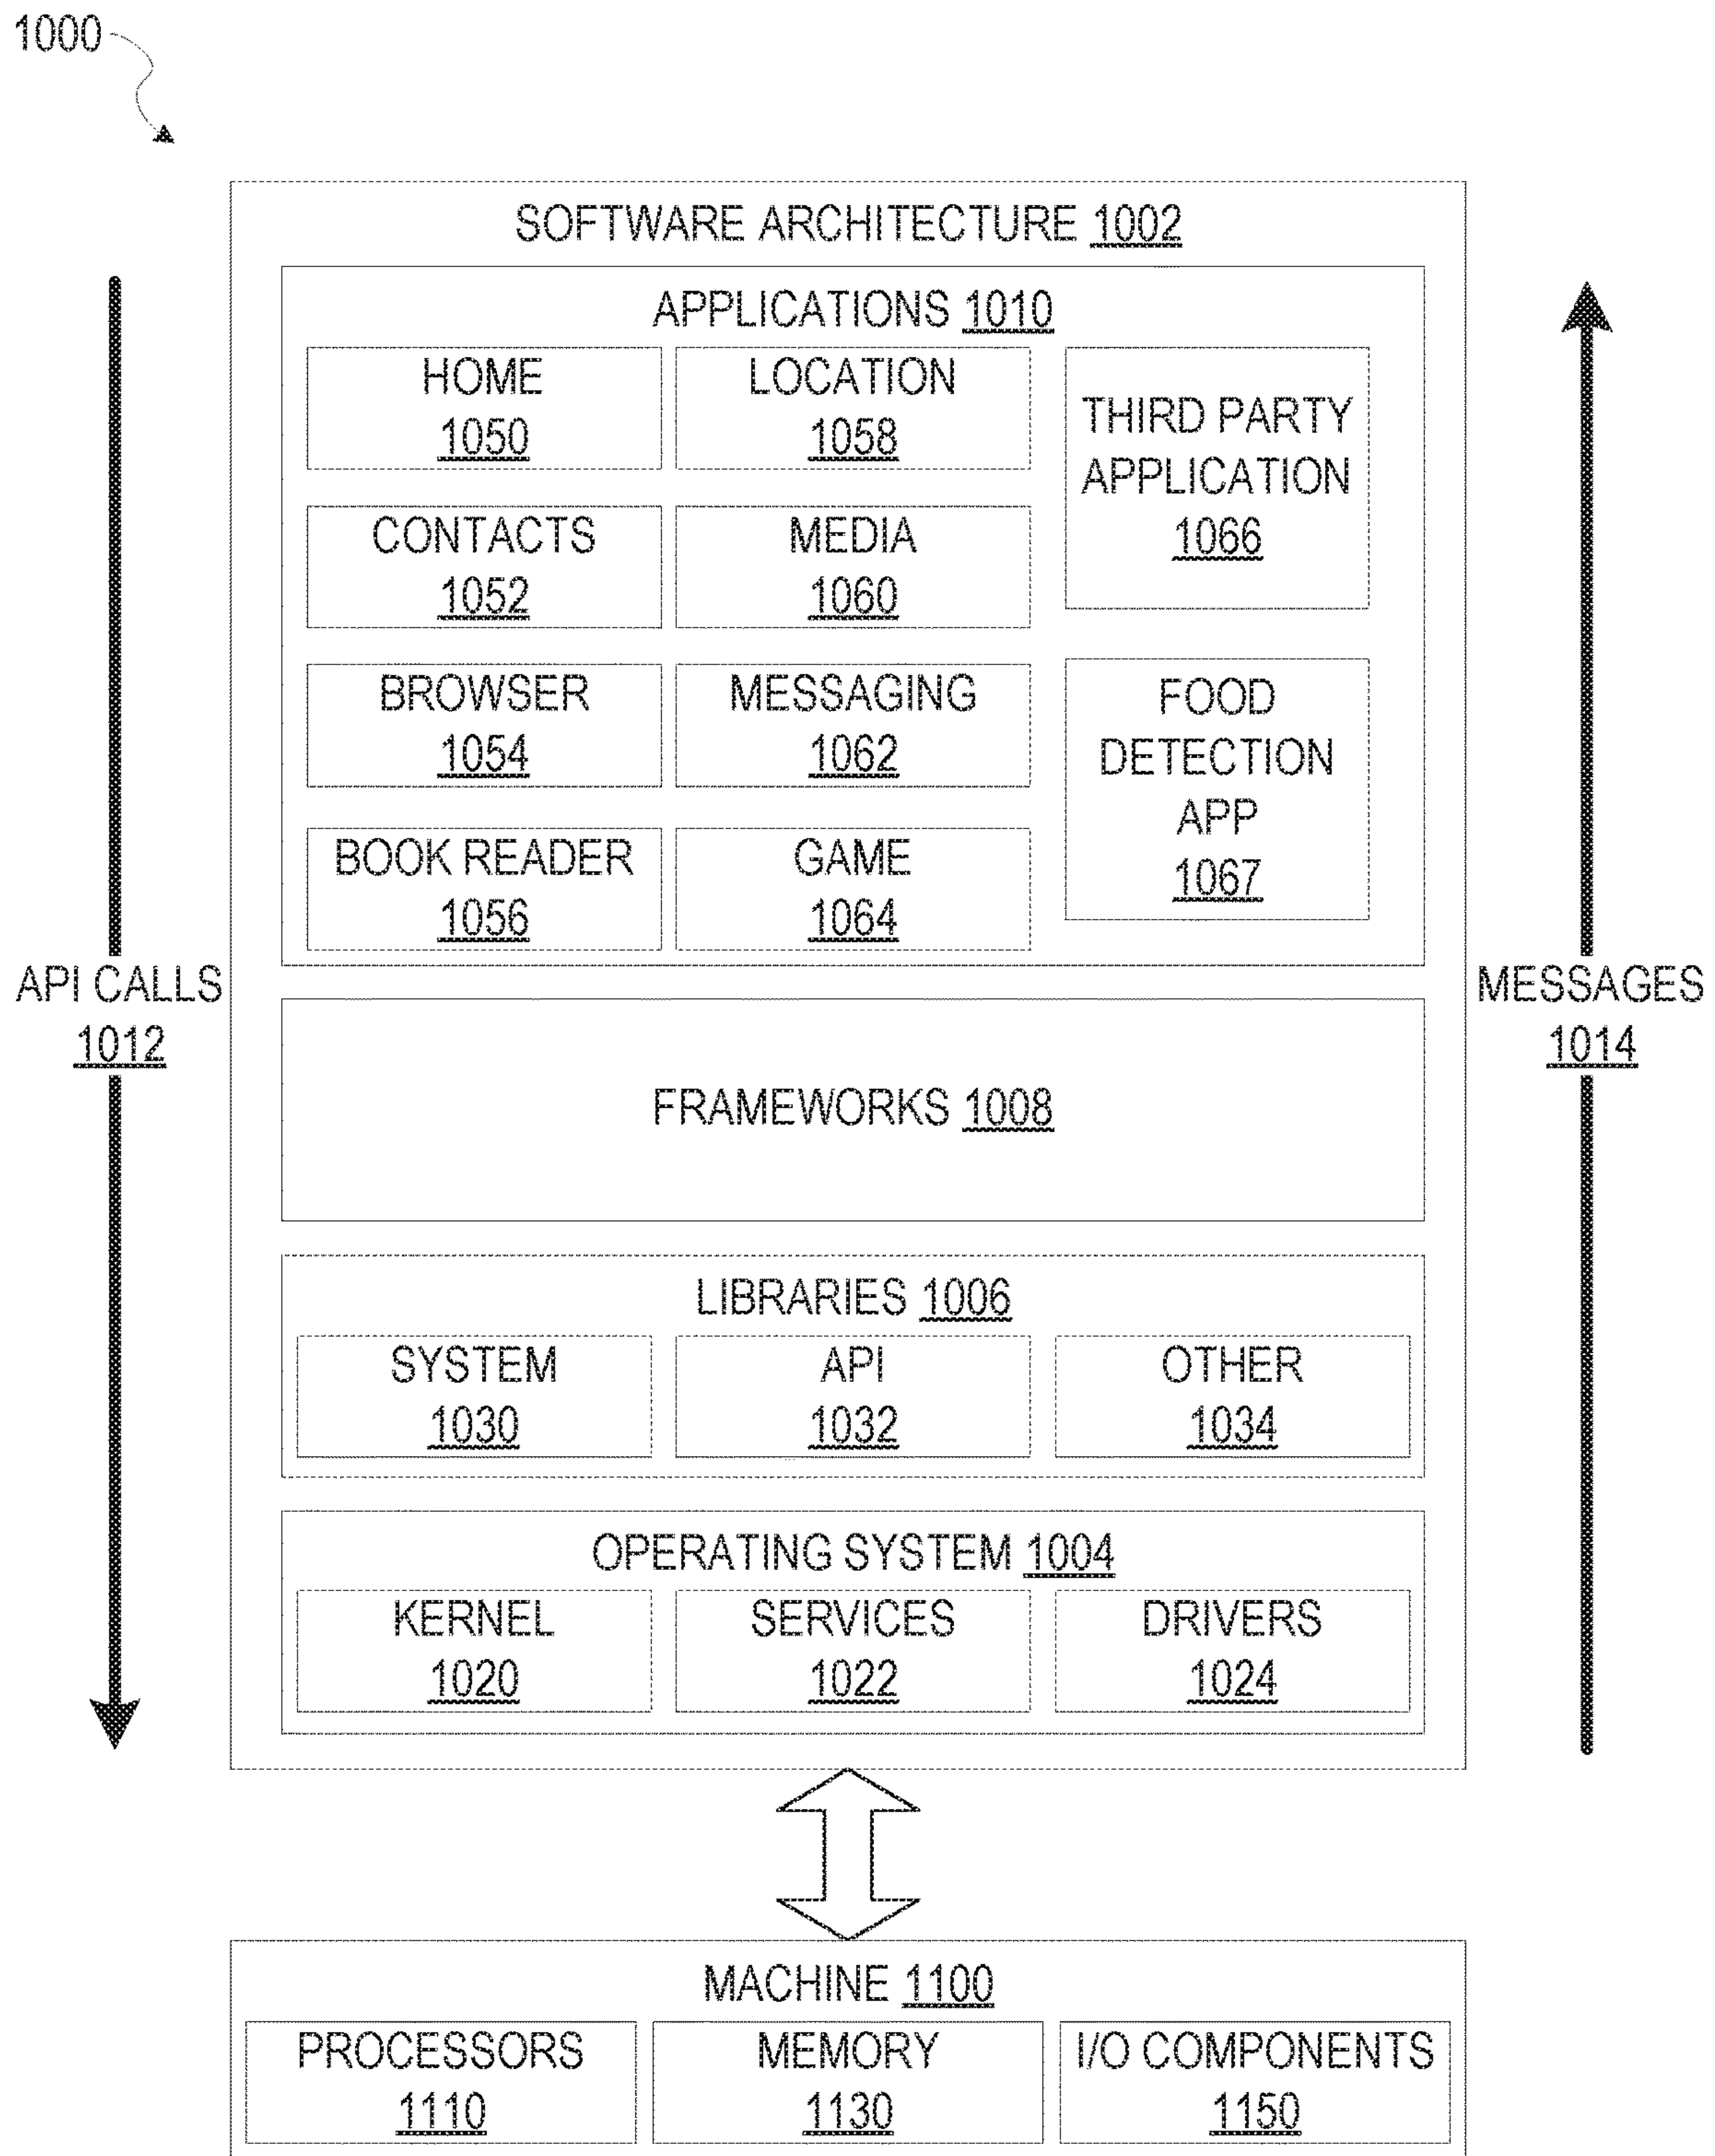 1000
SOFTWARE ARCHITECTURE 1002
APPLICATIONS 1010
HOME
1050
LOCATION
1058
THIRD PARTY
APPLICATION
1066
CONTACTS
1052
MEDIA
1060
BROWSER
1054
MESSAGING
1062
FOOD
DETECTION
APP
1067
BOOK READER
1056
GAME
1064
API CALLS
1012
MESSAGES
1014
FRAMEWORKS 1008
LIBRARIES 1006
SYSTEM
1030
API
1032
OTHER
1034
OPERATING SYSTEM 1004
KERNEL
1020
SERVICES
1022
DRIVERS
1024
MACHINE 1100
PROCESSORS
1110
MEMORY
1130
I/O COMPONENTS
1150